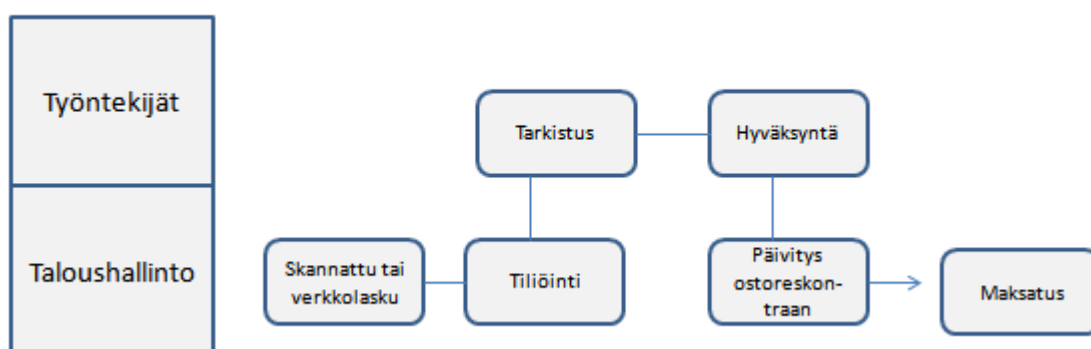 Työntekijät
Tarkistus
Hyväksyntä
Taloushallinto
Skannattu tai
verkkolasku
Tiliöinti
Päivitys
ostoreskon-
traan
Maksatus